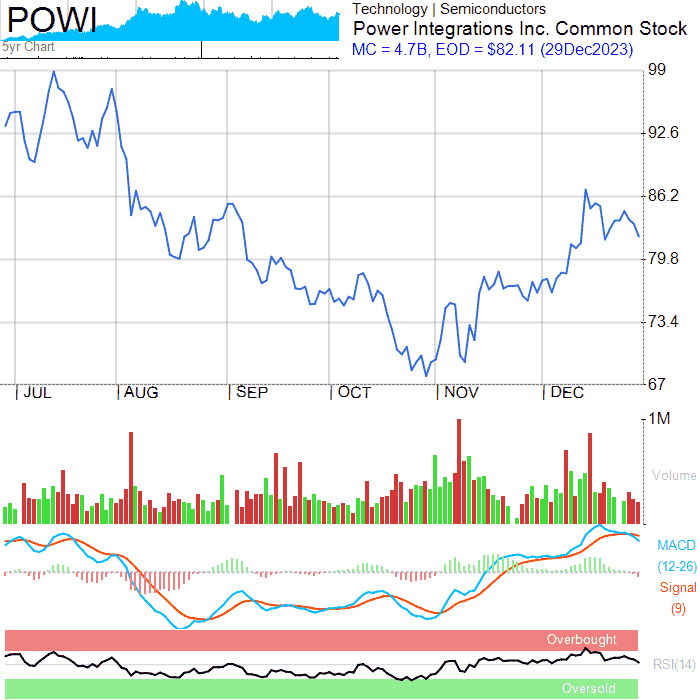 POWI
5yr Chart
Technology | Semiconductors
Power Integrations Inc. Common Stock
MC = 4.7B, EOD = $82.11 (29Dec2023)
99
92.6
86.2
79.8
73.4
67
| JUL | AUG | SEP | OCT | NOV | DEC
1M
Volume
MACD
(12-26)
Signal
(9)
Overbought
RSI(14)
Oversold